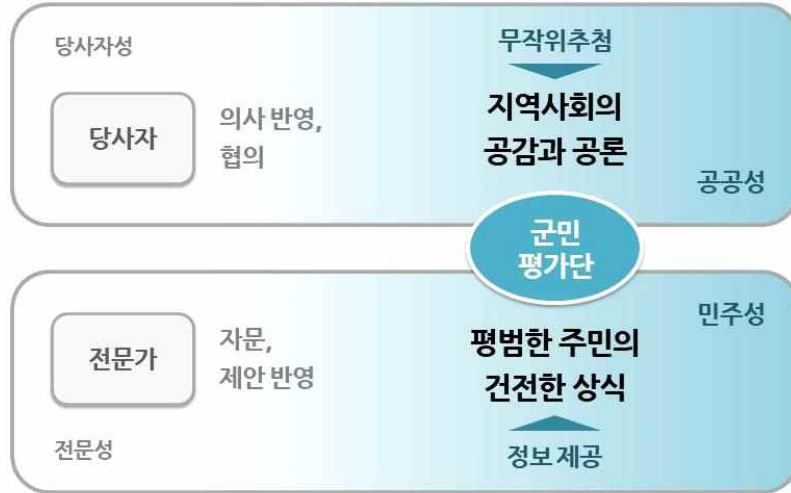 당사자성
무작위추첨
당사자
의사 반영,
협의
지역사회의
공감과 공론
공공성
군민
평가단
민주성
전문가
자문,
제안 반영
평범한 주민의
건전한 상식
전문성
정보 제공